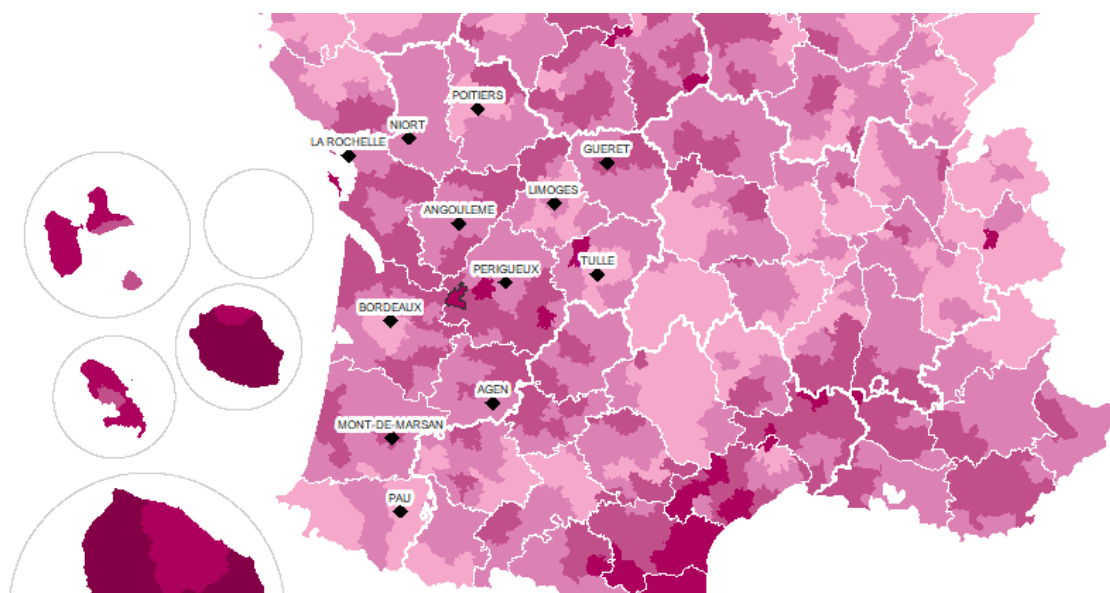 POITIERS
NIORT
LA ROCHELLE
GUERET
LIMOGES
ANGOULEME
TULLE
PERIGUEUX
BORDEAUX
AGEN
MONT-DE-MARSAN
PAU